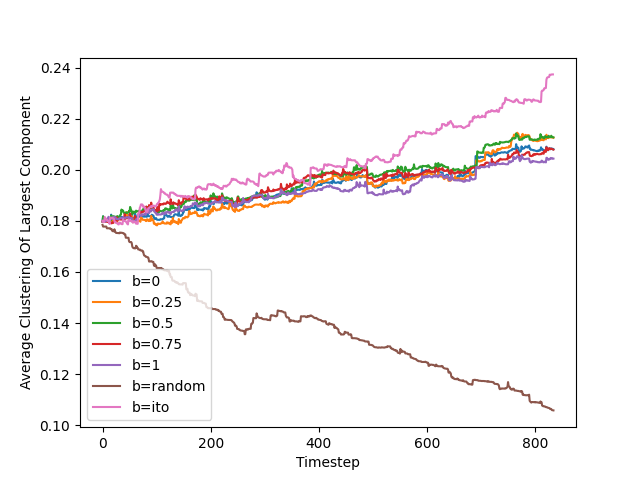 Average Clustering Of Largest Component
0.24
0.22
0.20
0.18
0.16
0.14
0.12
0.10
b=0
b=0.25
b=0.5
b=0.75
b=1
b=random
b=ito
0
200
400
600
800
Timestep